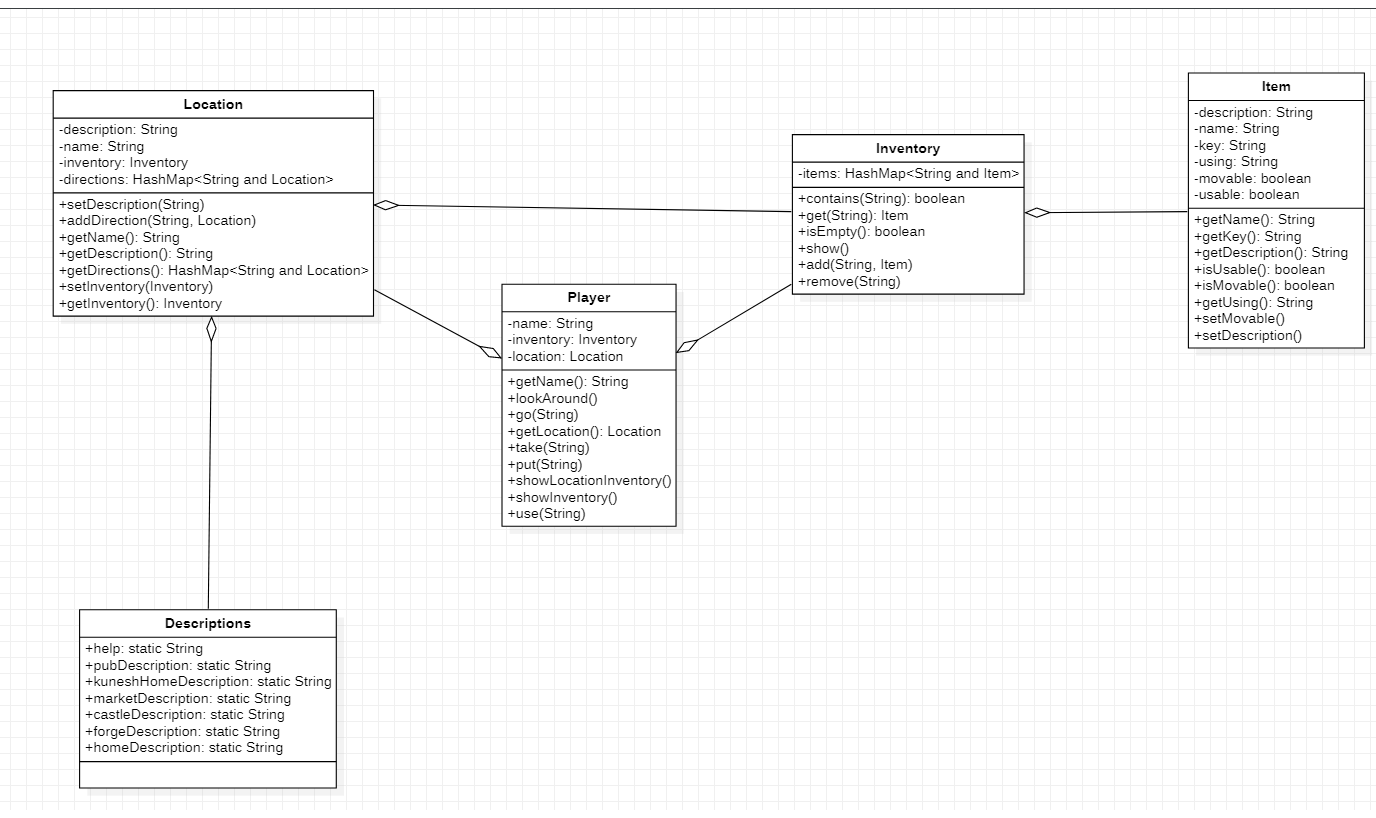 Location
-description: String
-name: String
-inventory: Inventory
-directions: HashMap<String and Location>
+setDescription(String)
+addDirection(String, Location)
+getName(): String
+getDescription(): String
+getDirections(): HashMap<String and Location>
+setInventory(Inventory)
+getInventory(): Inventory
Player
-name: String
-inventory: Inventory
-location: Location
+getName(): String
+lookAround()
+go(String)
+getLocation(): Location
+take(String)
+put(String)
+showLocationInventory()
+showInventory()
+use(String)
Inventory
-items: HashMap<String and Item>
+contains(String): boolean
+get(String): Item
+isEmpty(): boolean
+show()
+add(String, Item)
+remove(String)
Item
-description: String
-name: String
-key: String
-using: String
-movable: boolean
-usable: boolean
+getName(): String
+getKey(): String
+getDescription(): String
+isUsable(): boolean
+isMovable(): boolean
+getUsing(): String
+setMovable()
+setDescription()
Descriptions
+help: static String
+pubDescription: static String
+kuneshHomeDescription: static String
+marketDescription: static String
+castleDescription: static String
+forgeDescription: static String
+homeDescription: static String